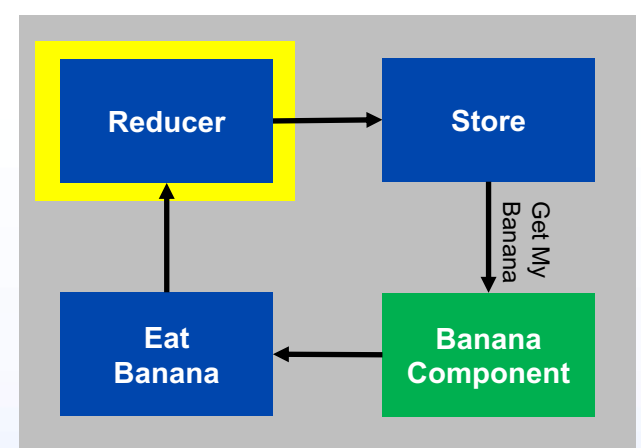 Reducer
Store
Get My
Banana
Eat
Banana
Banana
Component